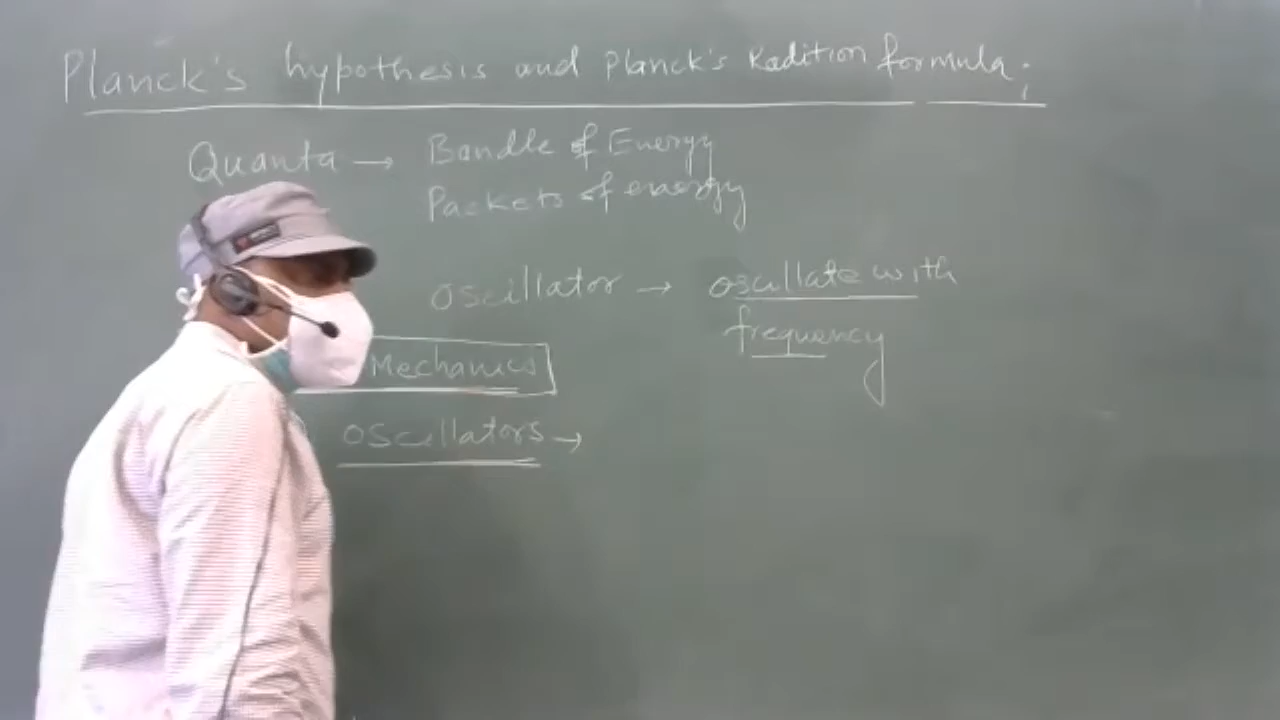 Planck's hypothesis and Planck's Radition formula;
Quanta → Bandle of Energy
Packets of energy
Oscillator → oscillate with
frequency
Mechanics
Oscillators →